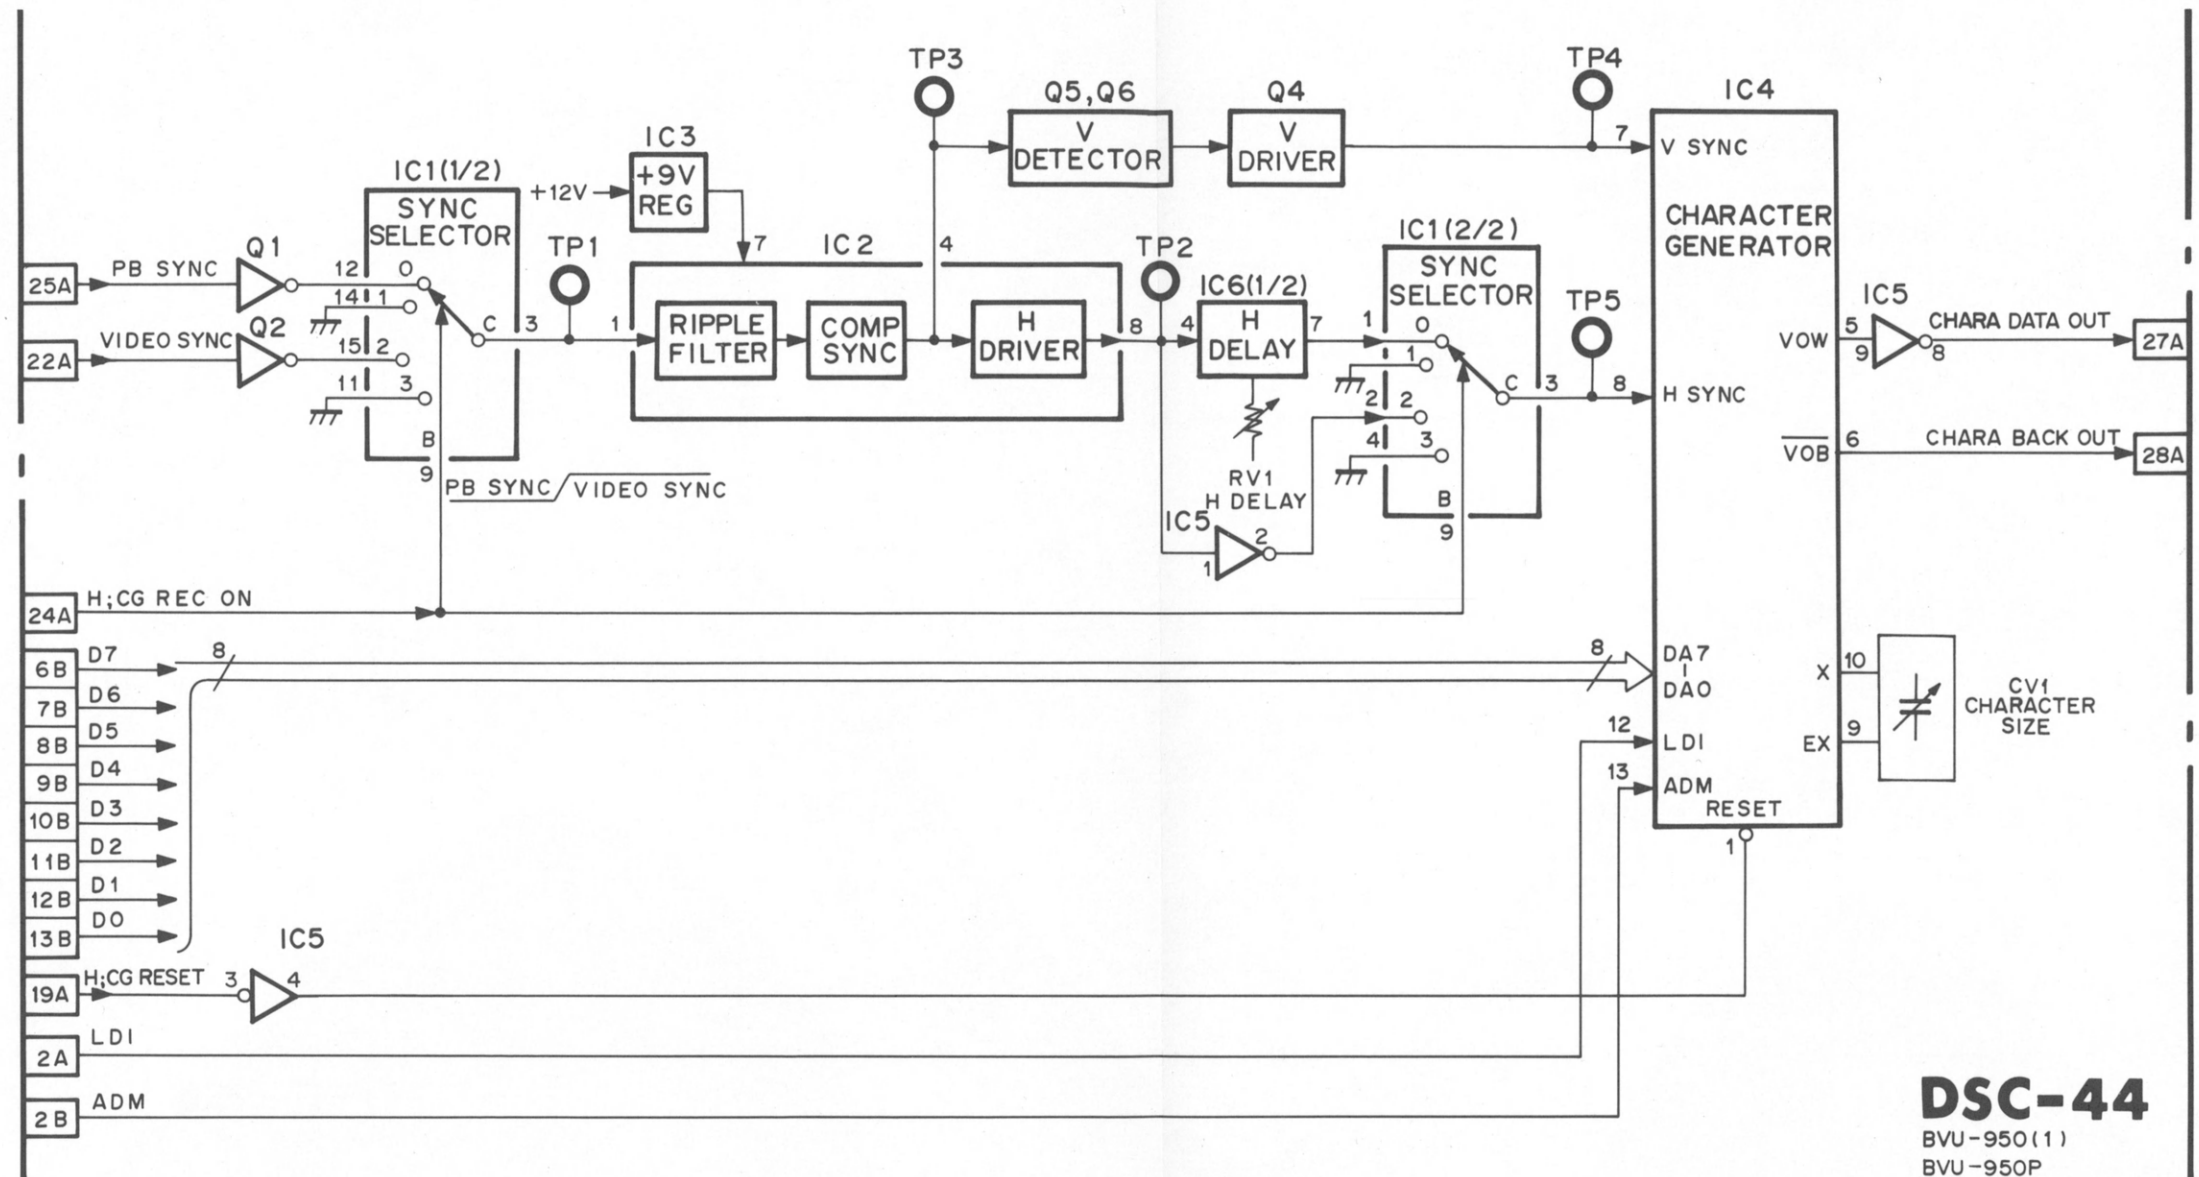 TP3
TP4
Q5,Q6
Q4
IC4
V
DETECTOR
V
DRIVER
7
V SYNC
IC3
+9V
REG
+12V
IC1(1/2)
SYNC
SELECTOR
CHARACTER
GENERATOR
Q1
TP1
7
IC2
4
TP2
IC1(2/2)
SYNC
SELECTOR
25A
PB SYNC
12
0
14
1
IC6(1/2)
TP5
IC5
Q2
C
3
1
RIPPLE
FILTER
COMP
SYNC
H
DRIVER
8
4
H
DELAY
7
1
0
1
VOW
5
9
8
CHARA DATA OUT
27A
22A
VIDEO SYNC
15
2
11
3
C
3
8
H SYNC
2
2
4
3
B
9
RV1
H DELAY
VOB
6
CHARA BACK OUT
28A
PB SYNC/VIDEO SYNC
B
9
IC5
2
1
24A
H;CG REC ON
6B
D7
8
8
DA7
DA0
X
10
7B
D6
CV1
CHARACTER
SIZE
8B
D5
12
LDI
EX
9
9B
D4
13
ADM
10B
D3
RESET
1
11B
D2
12B
D1
13B
D0
IC5
19A
H;CG RESET
3
4
2A
LDI
2B
ADM
DSC-44
BVU-950(1)
BVU-950P